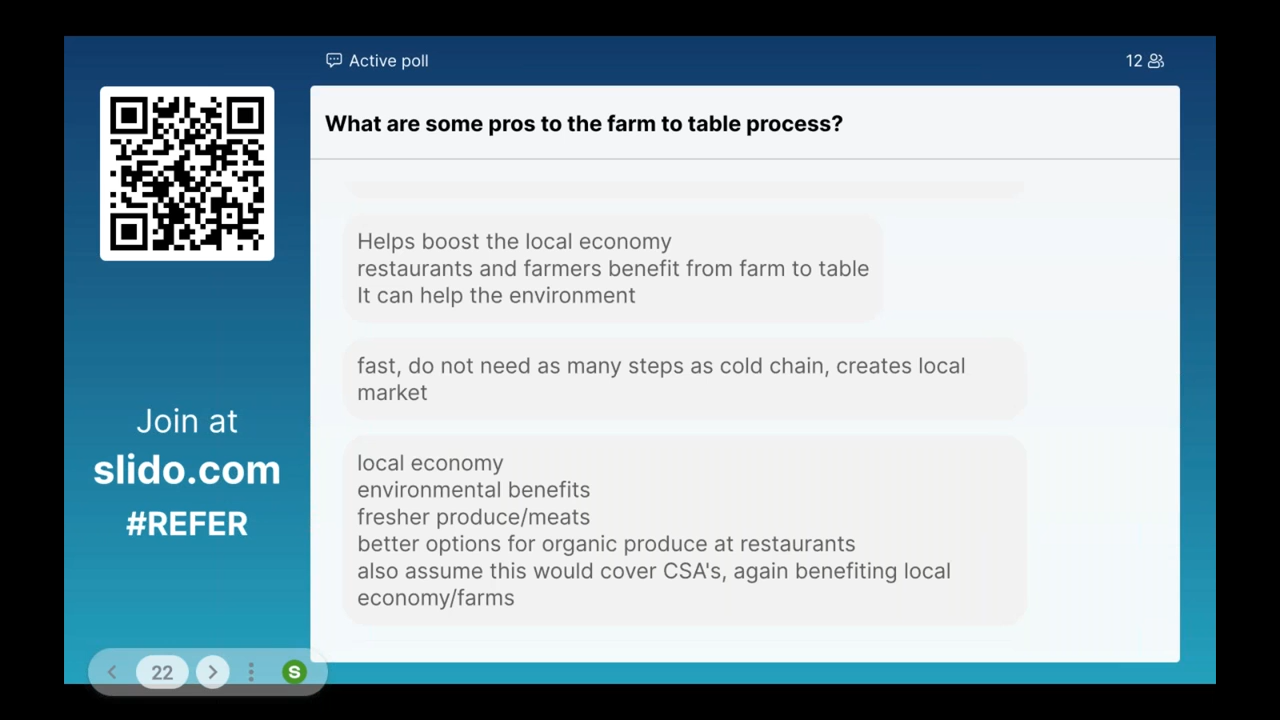 Active poll
12
What are some pros to the farm to table process?
Helps boost the local economy
restaurants and farmers benefit from farm to table
It can help the environment
fast, do not need as many steps as cold chain, creates local
market
local economy
environmental benefits
fresher produce/meats
better options for organic produce at restaurants
also assume this would cover CSA's, again benefiting local
economy/farms
Join at
slido.com
#REFER
22
S